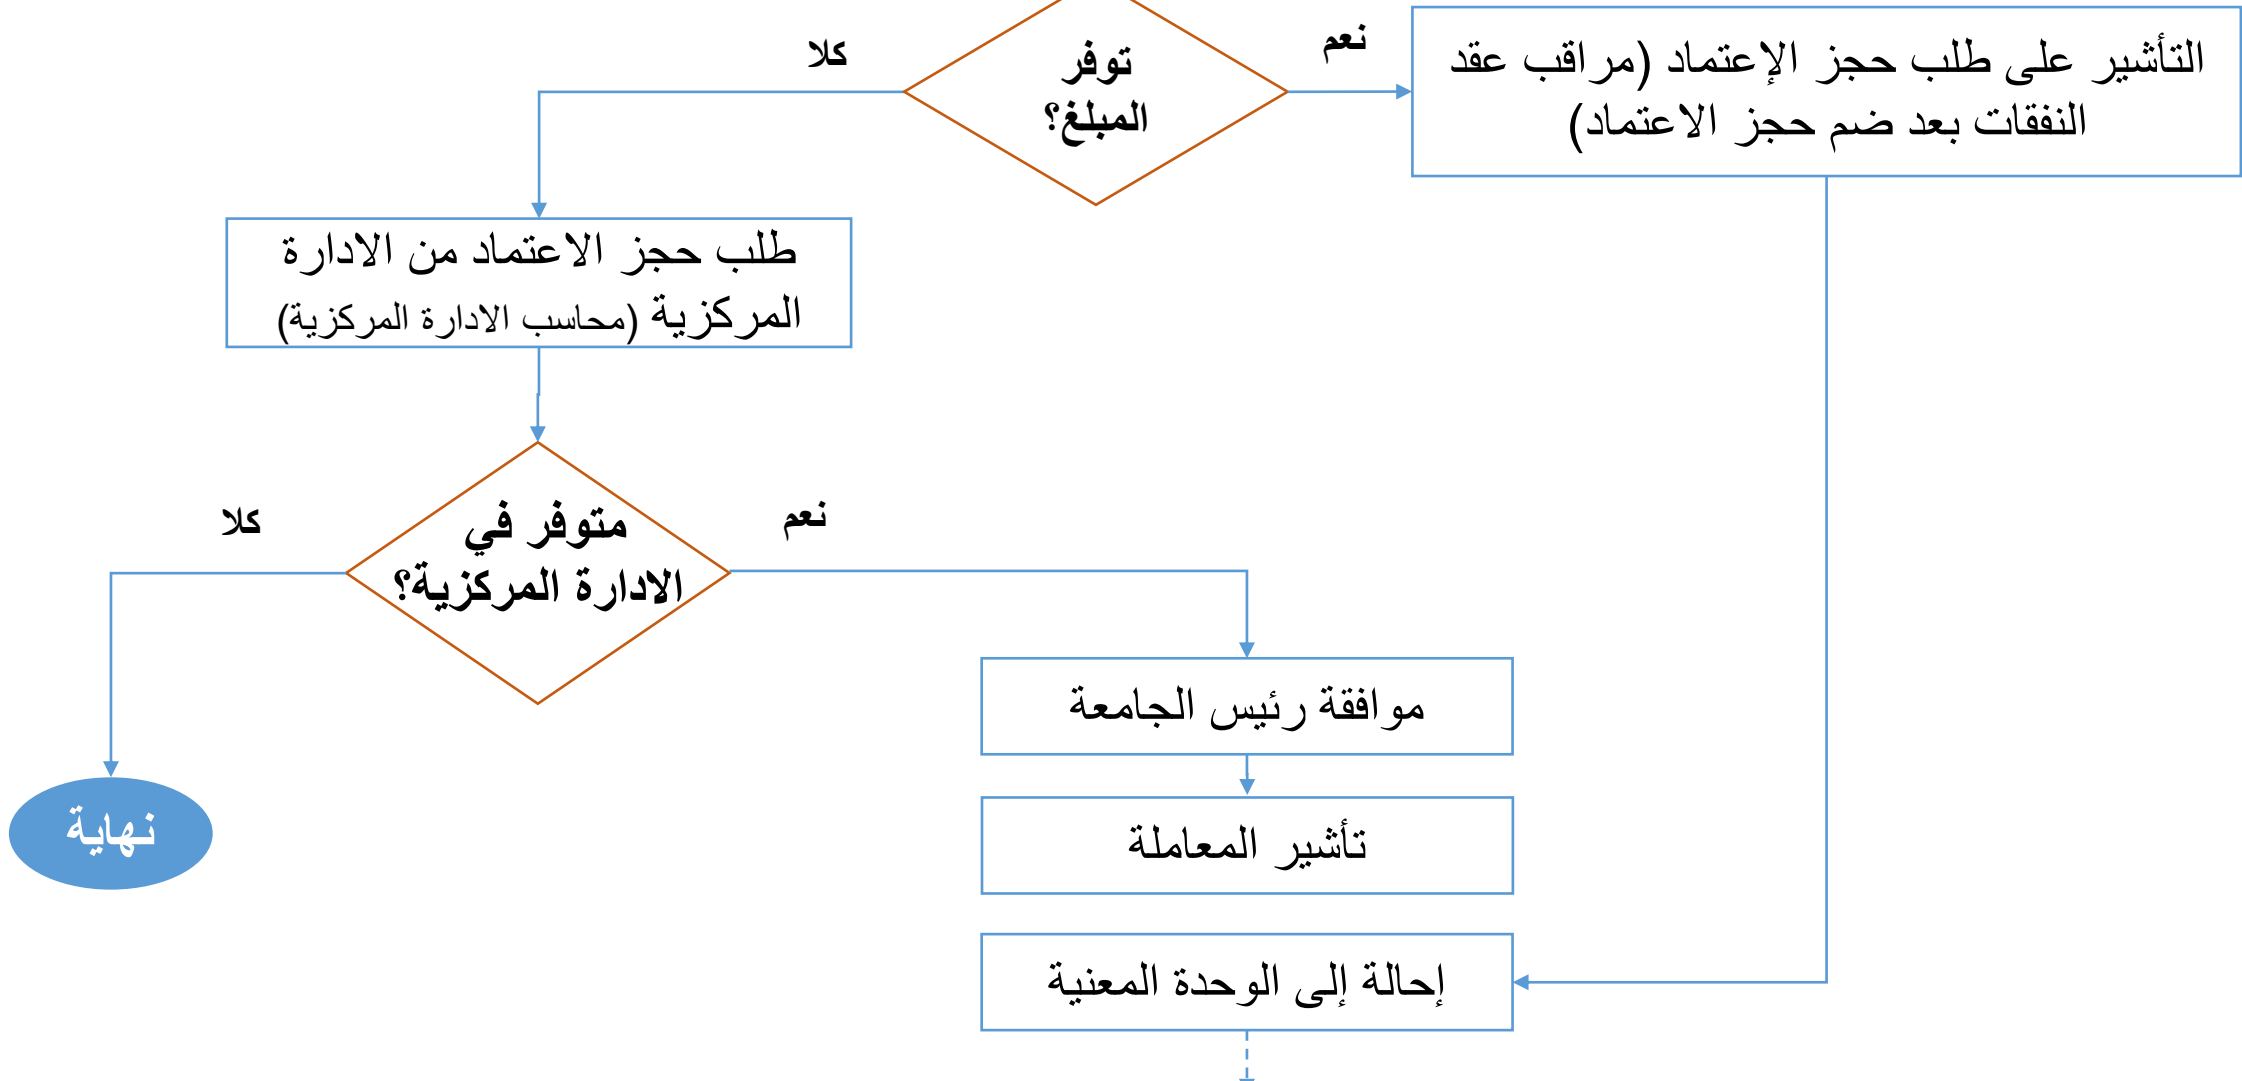 التأشير على طلب حجز الإعتماد (مراقب عقد
النفقات بعد ضم حجز الاعتماد)
نعم
توفر
المبلغ؟
كلا
طلب حجز الاعتماد من الادارة
المركزية (محاسب الادارة المركزية)
نعم
متوفر في
الادارة المركزية؟
كلا
موافقة رئيس الجامعة
تأشير المعاملة
نهاية
إحالة إلى الوحدة المعنية